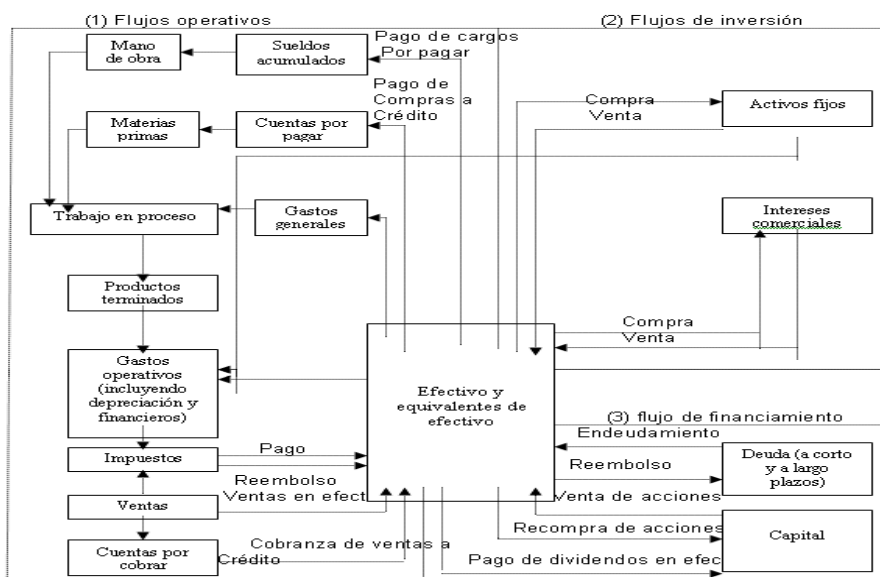 (1) Flujos operativos
(2) Flujos de inversión
Mano
de obra
Sueldos
acumulados
Pago de cargos
Por pagar
Pago de
Compras a
Crédito
Materias
primas
Cuentas por
pagar
Compra
Venta
Activos fijos
Trabajo en proceso
Gastos
generales
Intereses
comerciales
Productos
terminados
Compra
Venta
Gastos
operativos
(incluyendo
depreciación y
financieros)
Efectivo y
equivalentes de
efectivo
(3) flujo de financiamiento
Endeudamiento
Reembolso
Deuda (a corto
y a largo
plazos)
Impuestos
Pago
Reembolso
Ventas en efect
Ventas
Venta de acciones
Recompra de acciones
Capital
Pago de dividendos en efec
Cuentas por
cobrar
Cobranza de ventas a
Crédito